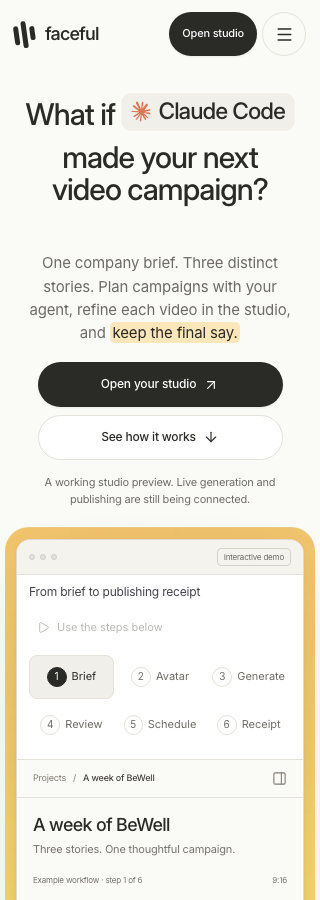 faceful
Open studio
What if Claude Code
made your next
video campaign?
One company brief. Three distinct
stories. Plan campaigns with your
agent, refine each video in the studio,
and keep the final say.
Open your studio
See how it works
A working studio preview. Live generation and
publishing are still being connected.
Interactive demo
From brief to publishing receipt
Use the steps below
1 Brief 2 Avatar 3 Generate
4 Review 5 Schedule 6 Receipt
Projects / A week of BeWell
A week of BeWell
Three stories. One thoughtful campaign.
Example workflow · step 1 of 6 9:16